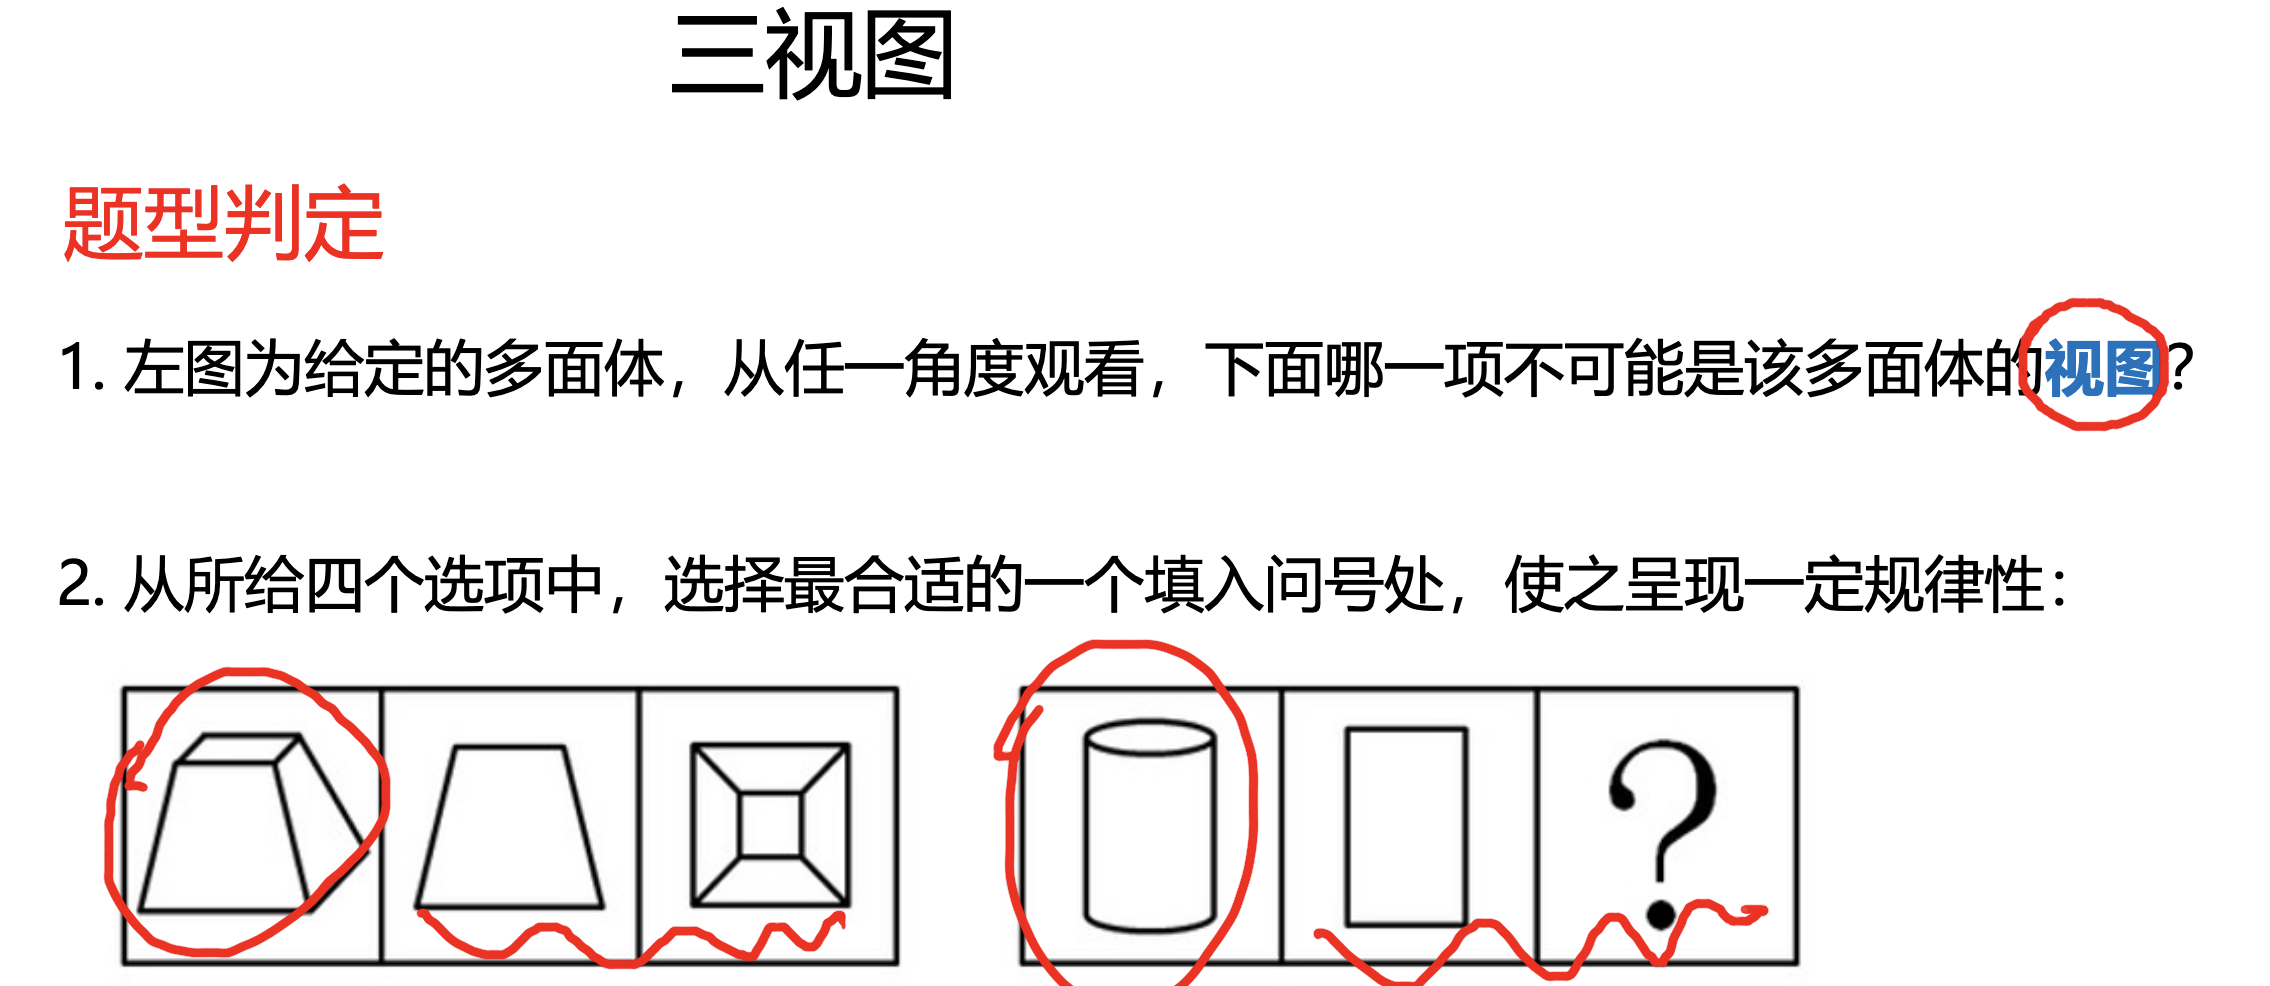 三视图
题型判定
1. 左图为给定的多面体，从任一角度观看，下面哪一项不可能是该多面体的视图？
2. 从所给四个选项中，选择最合适的一个填入问号处，使之呈现一定规律性：
?